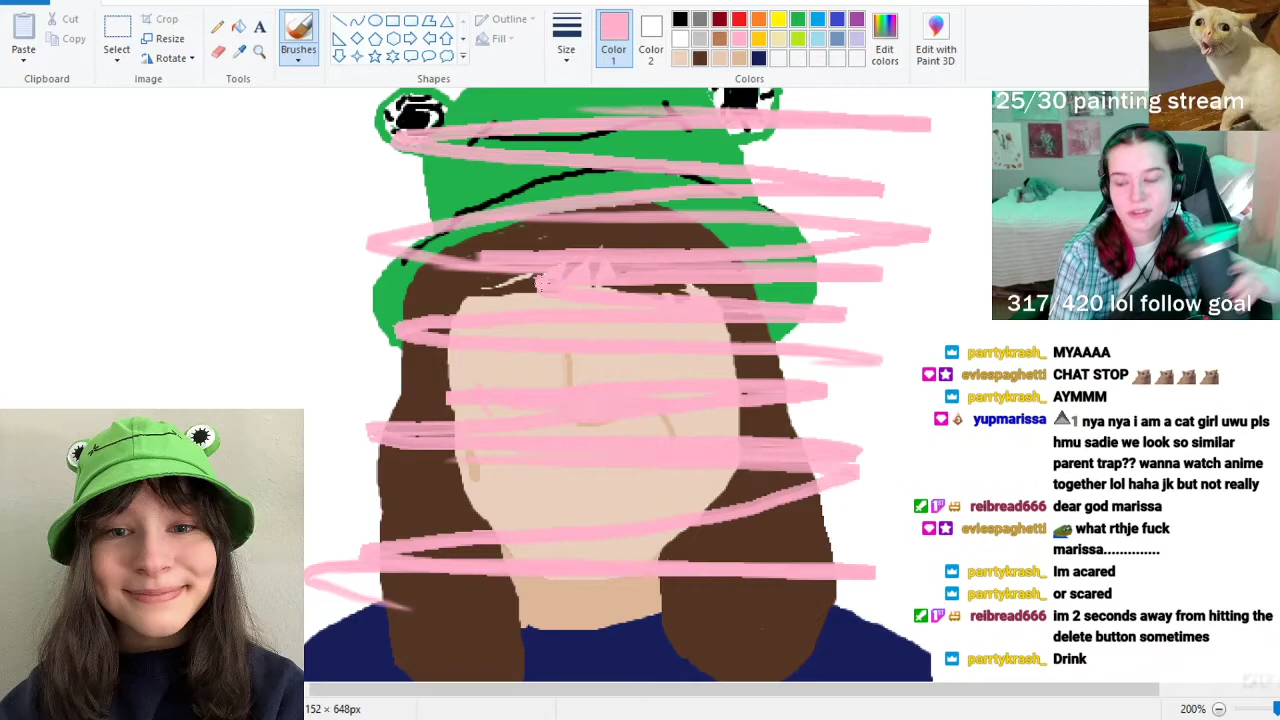 Cut
Copy
Paste
Clipboard
Select
Crop
Resize
Rotate
Image
A
Tools
Brushes
Outline
Fill
Shapes
Size
Color
1
Color
2
Edit
colors
Colors
Edit with
Paint 3D
25/30 painting stream
317/420 lol follow goal
parrtykrash_ MYAAAA
eviespaghetti CHAT STOP
parrtykrash_ AYMMM
yupmarissa 1 nya nya i am a cat girl uwu pls
hmu sadie we look so similar
parent trap?? wanna watch anime
together lol haha jk but not really
reibread666 dear god marissa
eviespaghetti what rthje fuck
marissa..............
parrtykrash_ Im acared
parrtykrash_ or scared
reibread666 im 2 seconds away from hitting the
delete button sometimes
parrtykrash_ Drink
152 × 648px
200%